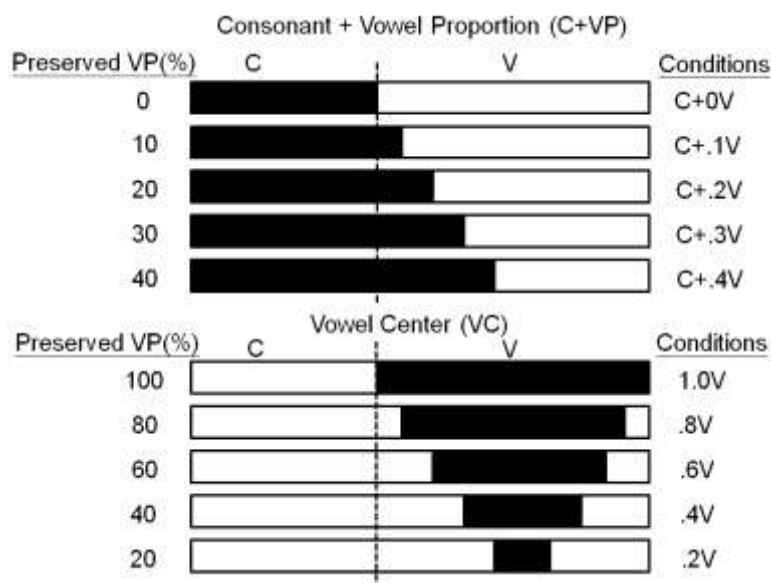 Consonant + Vowel Proportion (C+VP)
Preserved VP(%) C V Conditions
0 C+0V
10 C+.1V
20 C+.2V
30 C+.3V
40 C+.4V
Vowel Center (VC)
Preserved VP(%) C V Conditions
100 1.0V
80 .8V
60 .6V
40 .4V
20 .2V